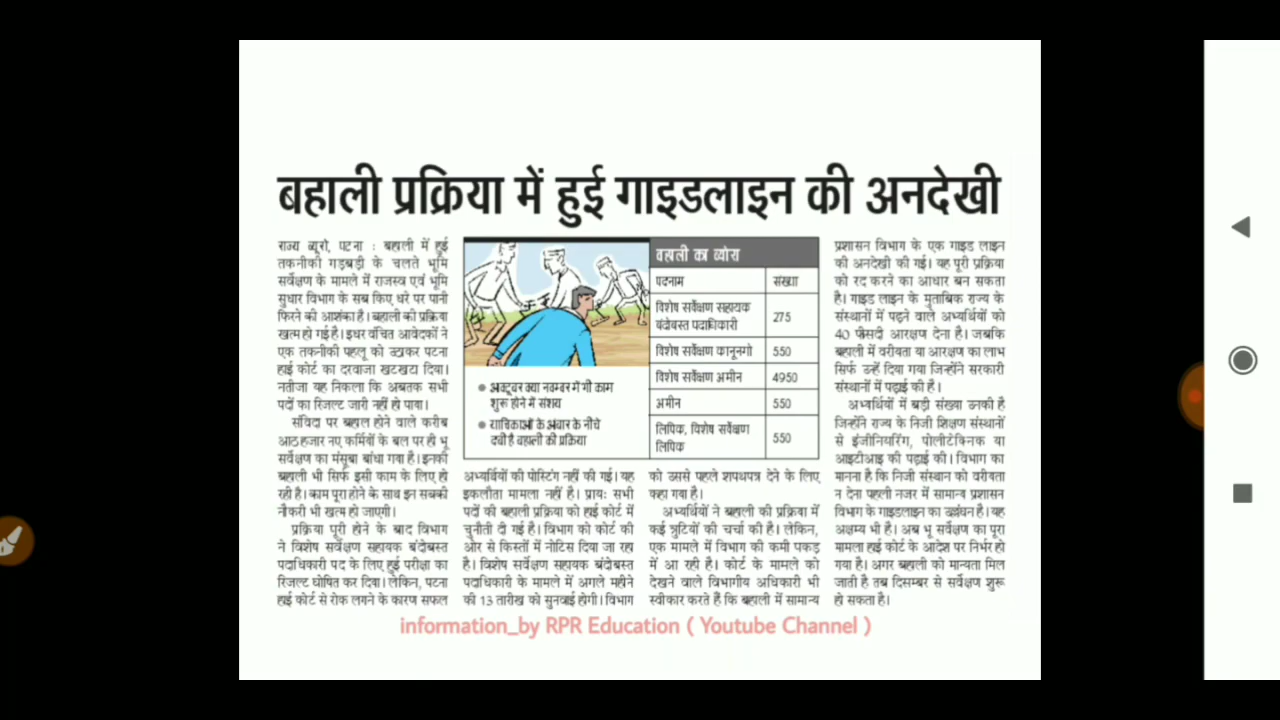 बहाली प्रक्रिया में हुई गाइडलाइन की अनदेखी
राज्य ब्यूरो, पटना : बहाली में हुई
तकनीकी गड़बड़ी के चलते भूमि
सर्वेक्षण के मामले में राजस्व एवं भूमि
सुधार विभाग के सब किए धरे पर पानी
फिरने की आशंका है। बहाली की प्रक्रिया
खत्म हो गई है। इधर वंचित आवेदकों ने
एक तकनीकी पहलू को उठाकर पटना
हाई कोर्ट का दरवाजा खटखटा दिया।
नतीजा यह निकला कि अबतक सभी
पदों का रिजल्ट जारी नहीं हो पाया।
संविदा पर बहाल होने वाले करीब
आठ हजार नए कर्मियों के बल पर ही भू
सर्वेक्षण का मंसूबा बांधा गया है। इनकी
बहाली भी सिर्फ इसी काम के लिए हो
रही है। काम पूरा होने के साथ इन सबकी
नौकरी भी खत्म हो जाएगी।
प्रक्रिया पूरी होने के बाद विभाग
ने विशेष सर्वेक्षण सहायक बंदोबस्त
पदाधिकारी पद के लिए हुई परीक्षा का
रिजल्ट घोषित कर दिया। लेकिन, पटना
हाई कोर्ट से रोक लगने के कारण सफल
अक्टूबर क्या नवम्बर में भी काम
शुरू होने में संशय
याचिकाओं के अंबार के नीचे
दबी है बहाली की प्रक्रिया
बहाली का ब्योरा
पदनाम संख्या
विशेष सर्वेक्षण सहायक
बंदोबस्त पदाधिकारी 275
विशेष सर्वेक्षण कानूनगो 550
विशेष सर्वेक्षण अमीन 4950
अमीन 550
लिपिक, विशेष सर्वेक्षण
लिपिक 550
अभ्यर्थियों की पोस्टिंग नहीं की गई। यह
इकलौता मामला नहीं है। प्राय: सभी
पदों की बहाली प्रक्रिया को हाई कोर्ट में
चुनौती दी गई है। विभाग को कोर्ट की
ओर से किस्तों में नोटिस दिया जा रहा
है। विशेष सर्वेक्षण सहायक बंदोबस्त
पदाधिकारी के मामले में अगले महीने
की 13 तारीख को सुनवाई होगी। विभाग
को उससे पहले शपथपत्र देने के लिए
कहा गया है।
अभ्यर्थियों ने बहाली की प्रक्रिया में
कई त्रुटियों की चर्चा की है। लेकिन,
एक मामले में विभाग की कमी पकड़
में आ रही है। कोर्ट के मामले को
देखने वाले विभागीय अधिकारी भी
स्वीकार करते हैं कि बहाली में सामान्य
प्रशासन विभाग के एक गाइड लाइन
की अनदेखी की गई। यह पूरी प्रक्रिया
को रद करने का आधार बन सकता
है। गाइड लाइन के मुताबिक राज्य के
संस्थानों में पढ़ने वाले अभ्यर्थियों को
40 फीसदी आरक्षण देना है। जबकि
बहाली में वरीयता या आरक्षण का लाभ
सिर्फ उन्हें दिया गया जिन्होंने सरकारी
संस्थानों में पढ़ाई की है।
अभ्यर्थियों में बड़ी संख्या उनकी है
जिन्होंने राज्य के निजी शिक्षण संस्थानों
से इंजीनियरिंग, पोलीटेक्निक या
आइटीआइ की पढ़ाई की। विभाग का
मानना है कि निजी संस्थान को वरीयता
न देना पहली नजर में सामान्य प्रशासन
विभाग के गाइडलाइन का उल्लंघन है। यह
अक्षम्य भी है। अब भू सर्वेक्षण का पूरा
मामला हाई कोर्ट के आदेश पर निर्भर हो
गया है। अगर बहाली को मान्यता मिल
जाती है तब दिसम्बर से सर्वेक्षण शुरू
हो सकता है।
information_by RPR Education ( Youtube Channel )